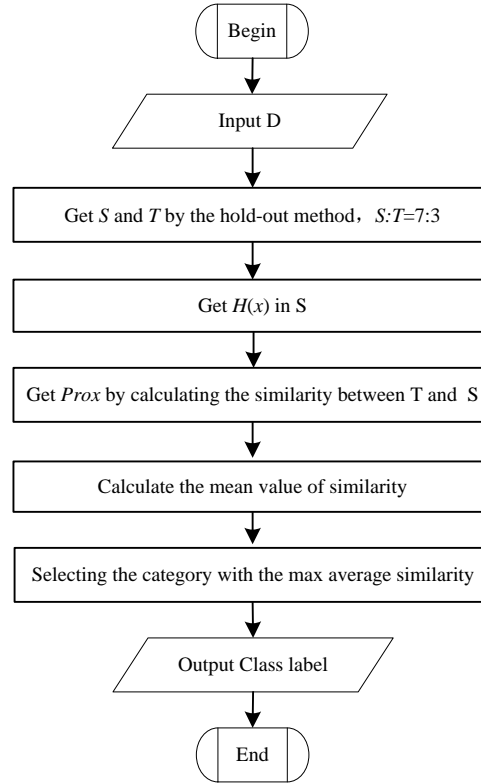 Begin
Input D
Get S and T by the hold-out method，S:T=7:3
Get H(x) in S
Get Prox by calculating the similarity between T and S
Calculate the mean value of similarity
Selecting the category with the max average similarity
Output Class label
End